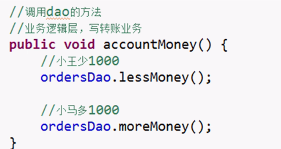 //调用dao的方法
//业务逻辑层，写转账业务
public void accountMoney() {
//小王少1000
ordersDao.lessMoney();
//小马多1000
ordersDao.moreMoney();
}